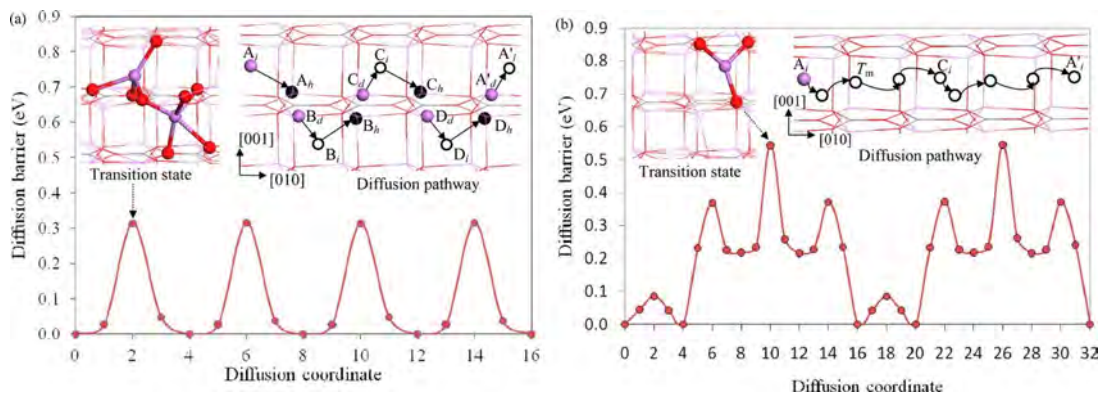 (a)
Diffusion barrier (eV)
0.9
0.8
0.7
0.6
0.5
0.4
0.3
0.2
0.1
0.0
Transition state
A_i
A_h
B_d
B_i
B_h
C_d
C_i
C_h
D_d
D_i
D_h
A'_d
A'_i
[001]
[010]
Diffusion pathway
0 2 4 6 8 10 12 14 16
Diffusion coordinate
(b)
Diffusion barrier (eV)
0.9
0.8
0.7
0.6
0.5
0.4
0.3
0.2
0.1
0.0
Transition state
A_i
T_m
C_i
A'_i
[001]
[010]
Diffusion pathway
0 2 4 6 8 10 12 14 16 18 20 22 24 26 28 30 32
Diffusion coordinate